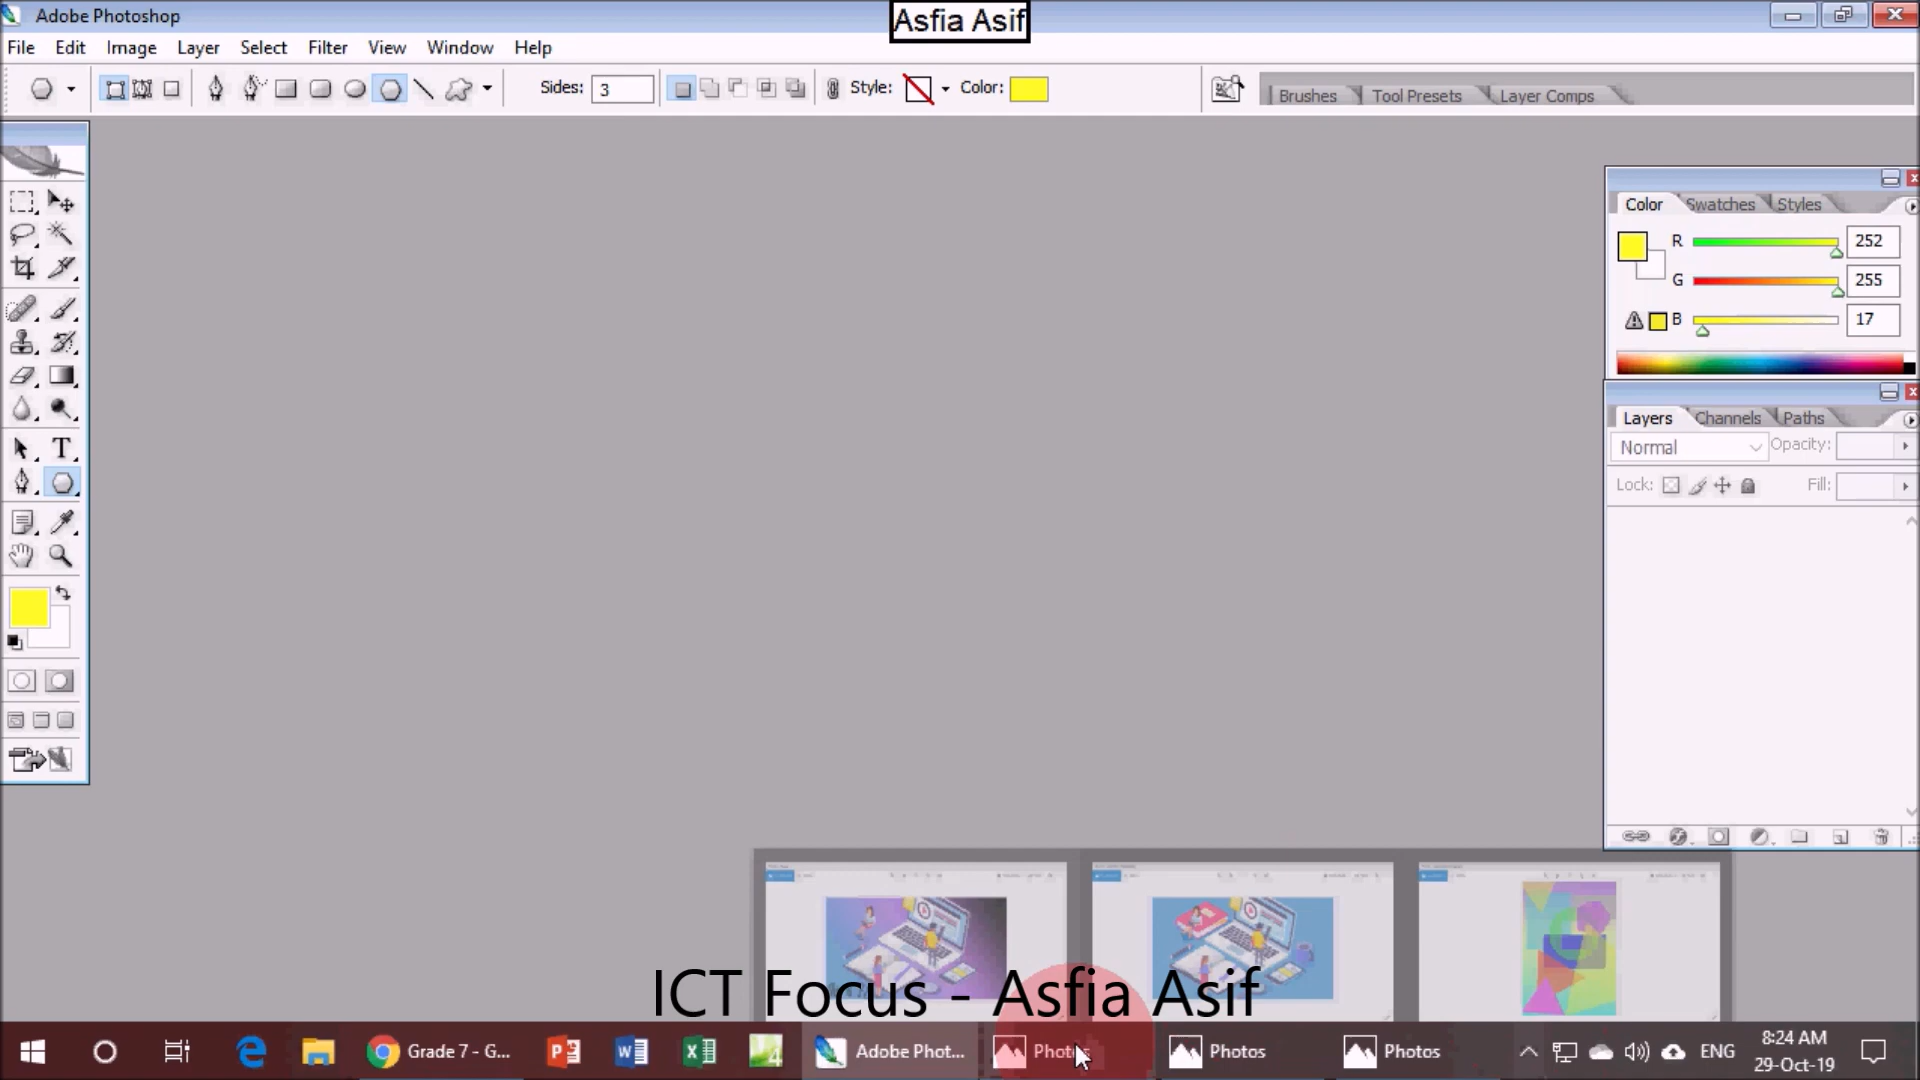 Adobe Photoshop
Asfia Asif
File Edit Image Layer Select Filter View Window Help
Sides: 3 Style: Color: Brushes Tool Presets Layer Comps
Color Swatches Styles
R 252
G 255
B 17
Layers Channels Paths
Normal Opacity:
Lock: Fill:
T
ICT Focus - Asfia Asif
Grade 7 - G... Adobe Phot... Photos Photos Photos ENG
8:24 AM
29-Oct-19